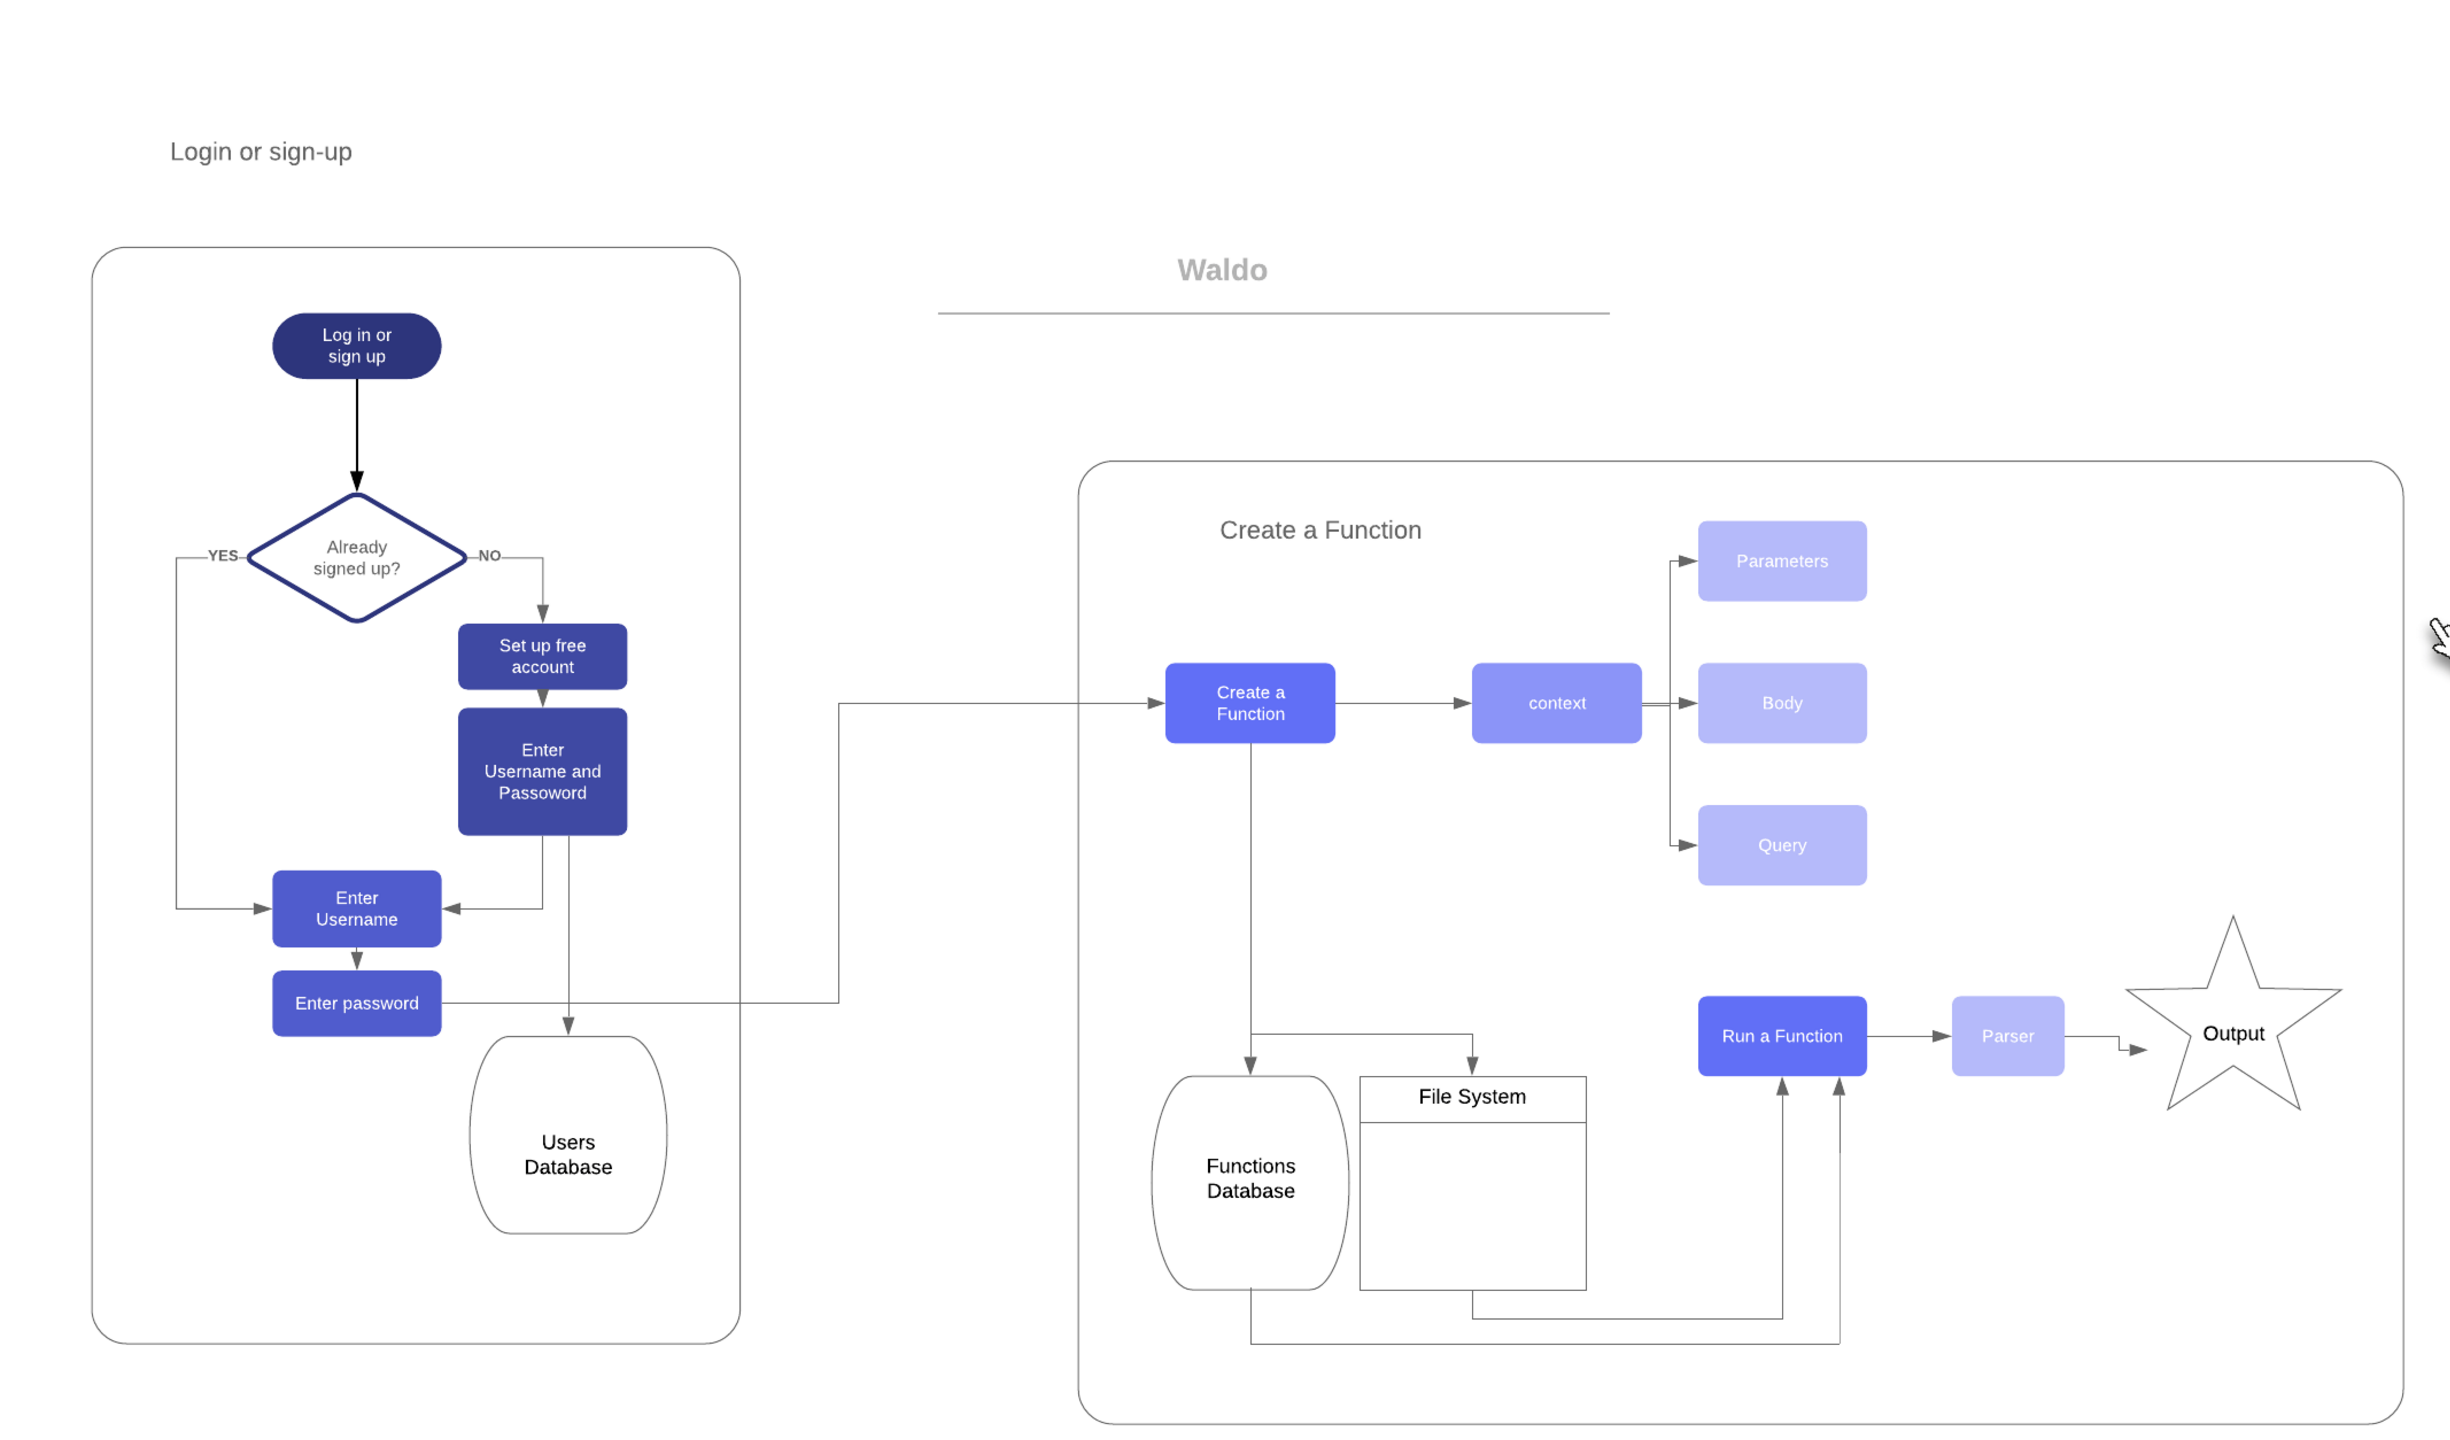 Login or sign-up
Waldo
Log in or
sign up
Already
signed up?
YES
NO
Set up free
account
Enter
Username and
Passoword
Enter
Username
Enter password
Users
Database
Create a Function
Create a
Function
context
Parameters
Body
Query
Run a Function
Parser
Output
File System
Functions
Database